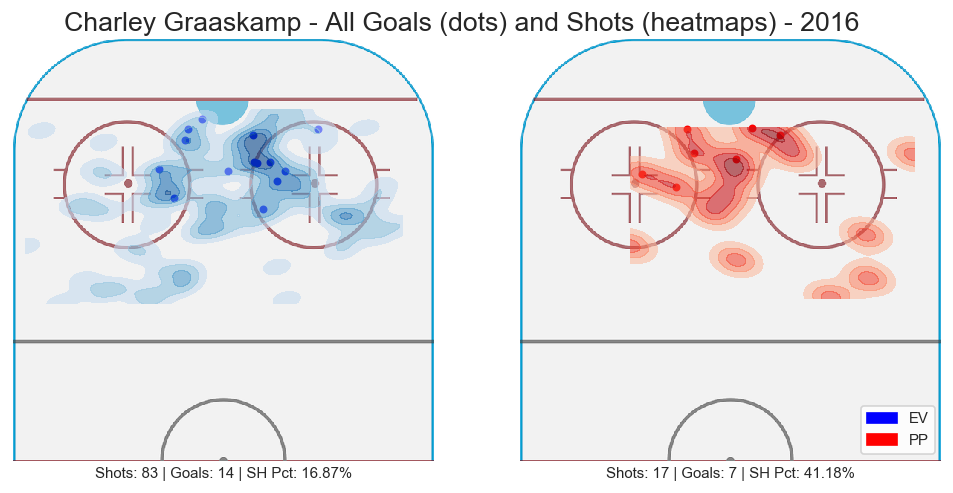 Charley Graaskamp - All Goals (dots) and Shots (heatmaps) - 2016
EV
PP
Shots: 83 | Goals: 14 | SH Pct: 16.87%
Shots: 17 | Goals: 7 | SH Pct: 41.18%